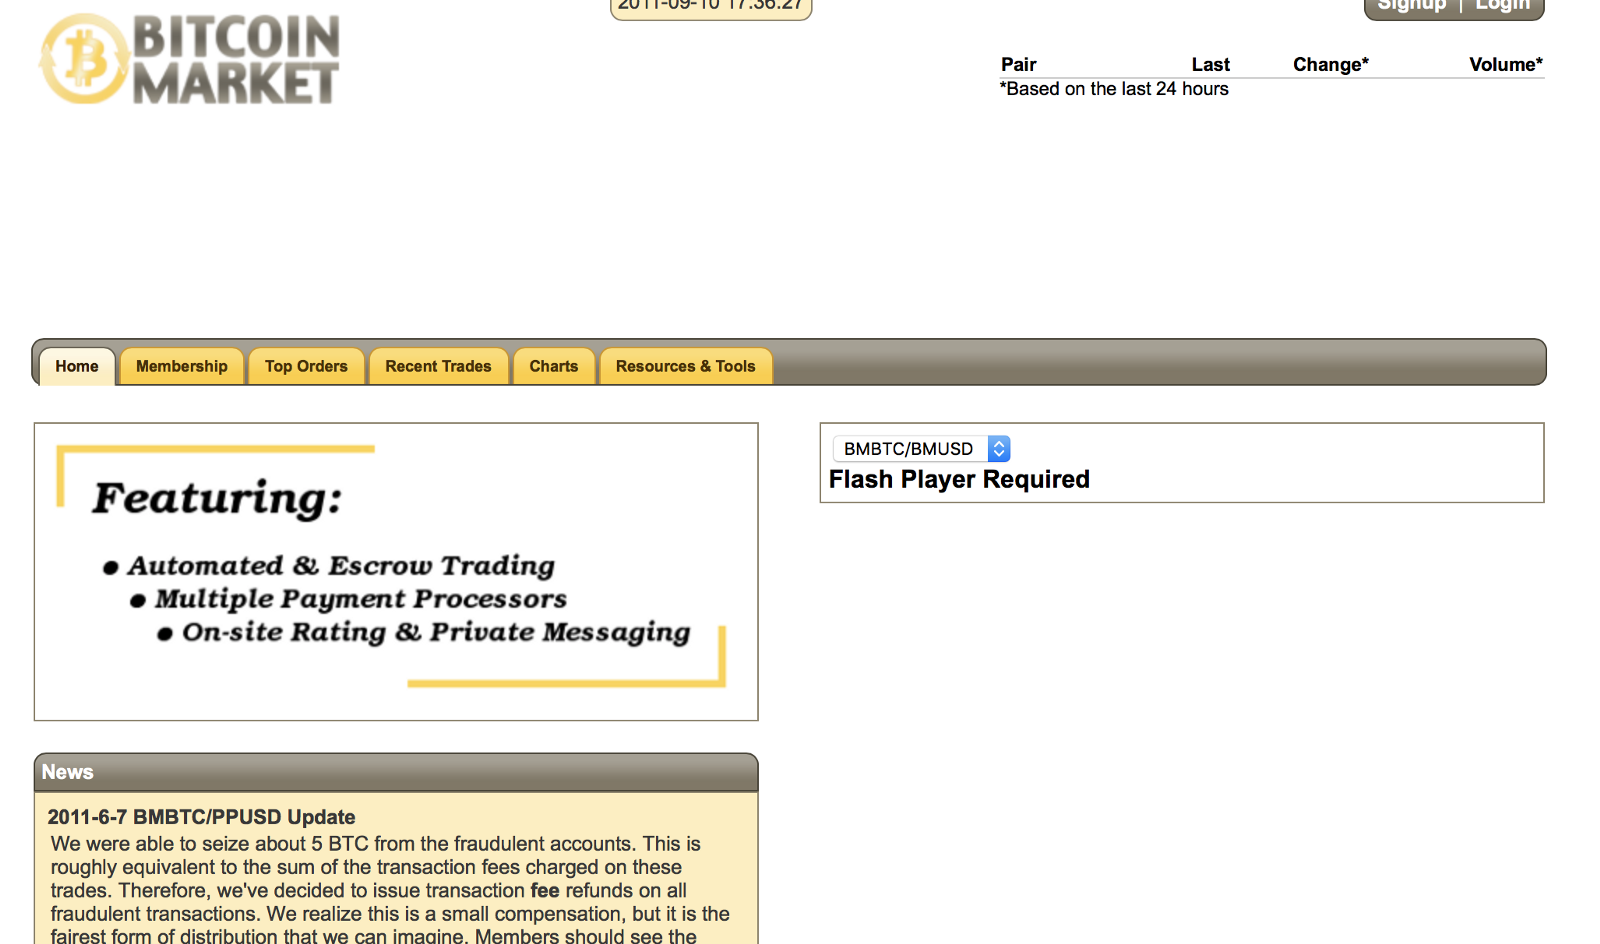 2011-09-10 17:36:27
Signup | Login
BITCOIN
MARKET
Pair Last Change* Volume*
*Based on the last 24 hours
Home Membership Top Orders Recent Trades Charts Resources & Tools
Featuring:
• Automated & Escrow Trading
• Multiple Payment Processors
• On-site Rating & Private Messaging
BMBTC/BMUSD
Flash Player Required
News
2011-6-7 BMBTC/PPUSD Update
We were able to seize about 5 BTC from the fraudulent accounts. This is
roughly equivalent to the sum of the transaction fees charged on these
trades. Therefore, we've decided to issue transaction fee refunds on all
fraudulent transactions. We realize this is a small compensation, but it is the
fairest form of distribution that we can imagine. Members should see the